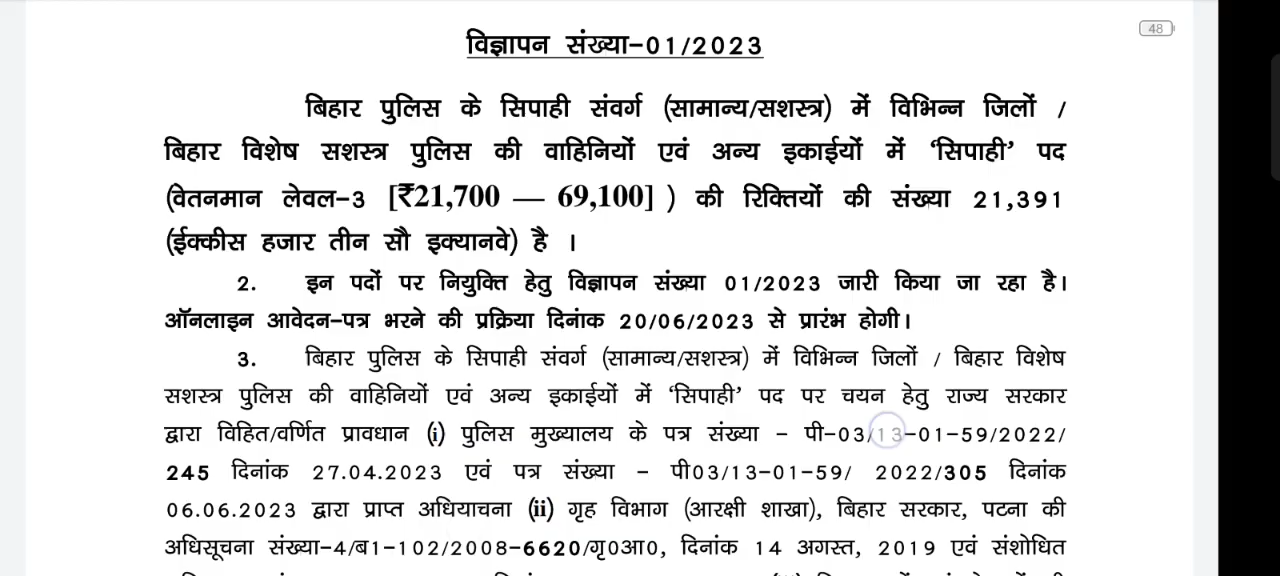 48
विज्ञापन संख्या-01/2023
बिहार पुलिस के सिपाही संवर्ग (सामान्य/सशस्त्र) में विभिन्न जिलों /
बिहार विशेष सशस्त्र पुलिस की वाहिनियों एवं अन्य इकाईयों में ‘सिपाही’ पद
(वेतनमान लेवल-3 [₹21,700 — 69,100] ) की रिक्तियों की संख्या 21,391
(ईक्कीस हजार तीन सौ इक्यानवे) है ।
2. इन पदों पर नियुक्ति हेतु विज्ञापन संख्या 01/2023 जारी किया जा रहा है।
ऑनलाइन आवेदन-पत्र भरने की प्रक्रिया दिनांक 20/06/2023 से प्रारंभ होगी।
3. बिहार पुलिस के सिपाही संवर्ग (सामान्य/सशस्त्र) में विभिन्न जिलों / बिहार विशेष
सशस्त्र पुलिस की वाहिनियों एवं अन्य इकाईयों में ‘सिपाही’ पद पर चयन हेतु राज्य सरकार
द्वारा विहित/वर्णित प्रावधान (i) पुलिस मुख्यालय के पत्र संख्या - पी-03/13-01-59/2022/
245 दिनांक 27.04.2023 एवं पत्र संख्या - पी03/13-01-59/ 2022/305 दिनांक
06.06.2023 द्वारा प्राप्त अधियाचना (ii) गृह विभाग (आरक्षी शाखा), बिहार सरकार, पटना की
अधिसूचना संख्या-4/ब1-102/2008-6620/गृ0आ0, दिनांक 14 अगस्त, 2019 एवं संशोधित